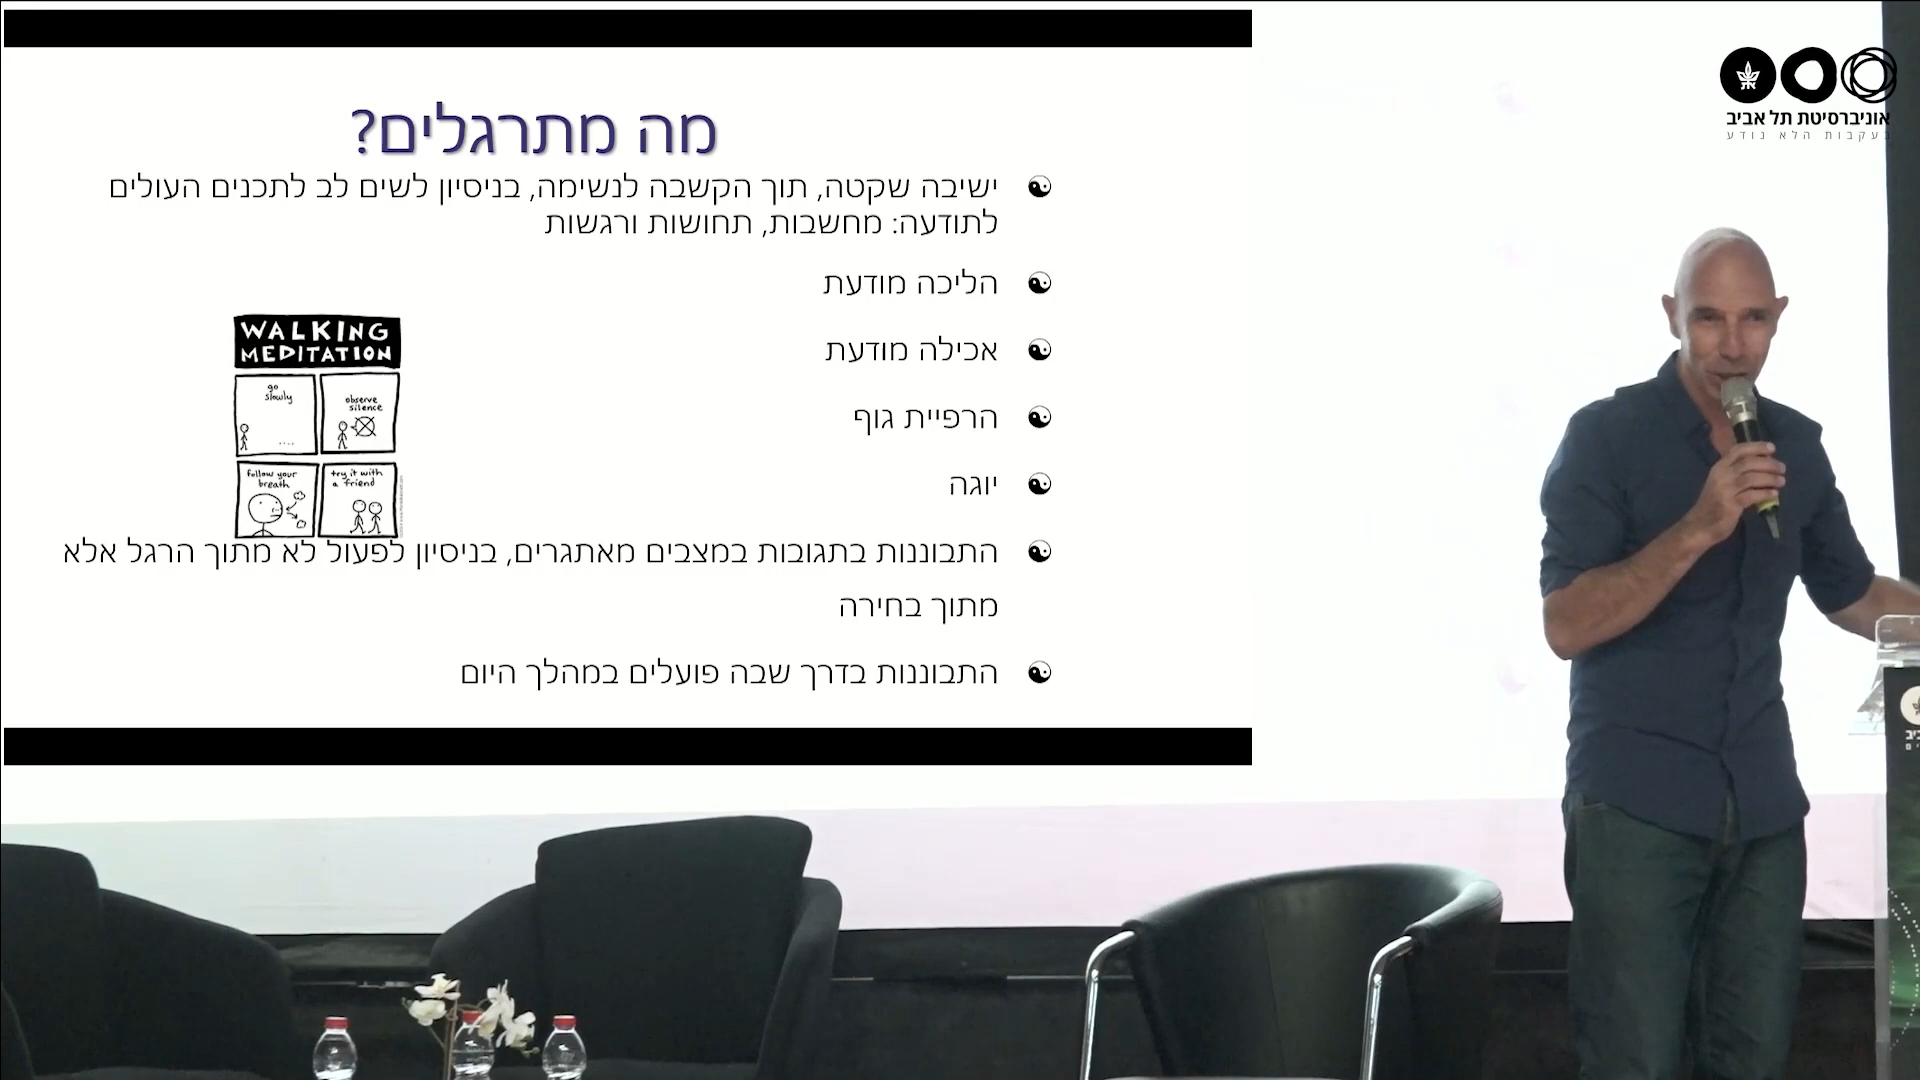 מה מתרגלים?
ישיבה שקטה, תוך הקשבה לנשימה, בניסיון לשים לב לתכנים העולים
לתודעה: מחשבות, תחושות ורגשות
הליכה מודעת
אכילה מודעת
הרפיית גוף
יוגה
התבוננות בתגובות במצבים מאתגרים, בניסיון לפעול לא מתוך הרגל אלא
מתוך בחירה
התבוננות בדרך שבה פועלים במהלך היום
WALKING
MEDITATION
go
slowly
observe
silence
follow your
breath
try it with
a friend
אוניברסיטת תל אביב
בעקבות הלא נודע